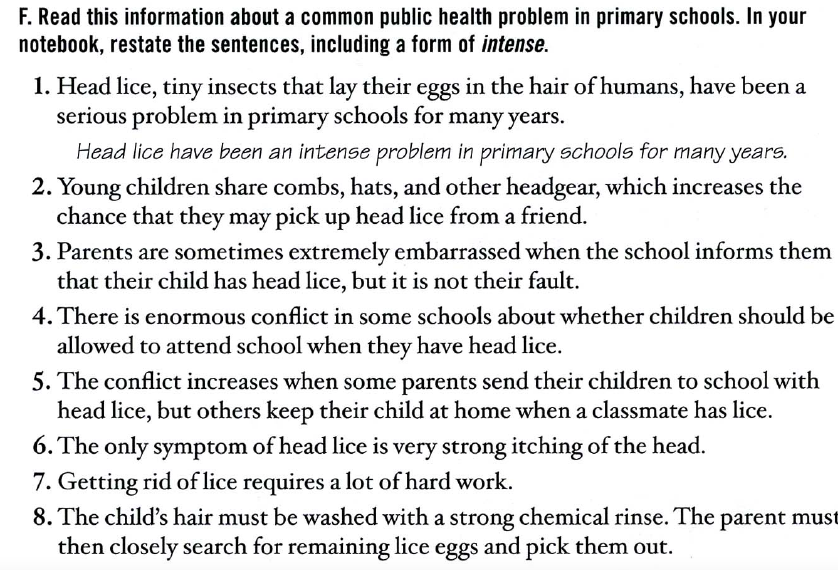 F. Read this information about a common public health problem in primary schools. In your
notebook, restate the sentences, including a form of intense.
1. Head lice, tiny insects that lay their eggs in the hair of humans, have been a
serious problem in primary schools for many years.
Head lice have been an intense problem in primary schools for many years.
2. Young children share combs, hats, and other headgear, which increases the
chance that they may pick up head lice from a friend.
3. Parents are sometimes extremely embarrassed when the school informs them
that their child has head lice, but it is not their fault.
4. There is enormous conflict in some schools about whether children should be
allowed to attend school when they have head lice.
5. The conflict increases when some parents send their children to school with
head lice, but others keep their child at home when a classmate has lice.
6. The only symptom of head lice is very strong itching of the head.
7. Getting rid of lice requires a lot of hard work.
8. The child's hair must be washed with a strong chemical rinse. The parent must
then closely search for remaining lice eggs and pick them out.